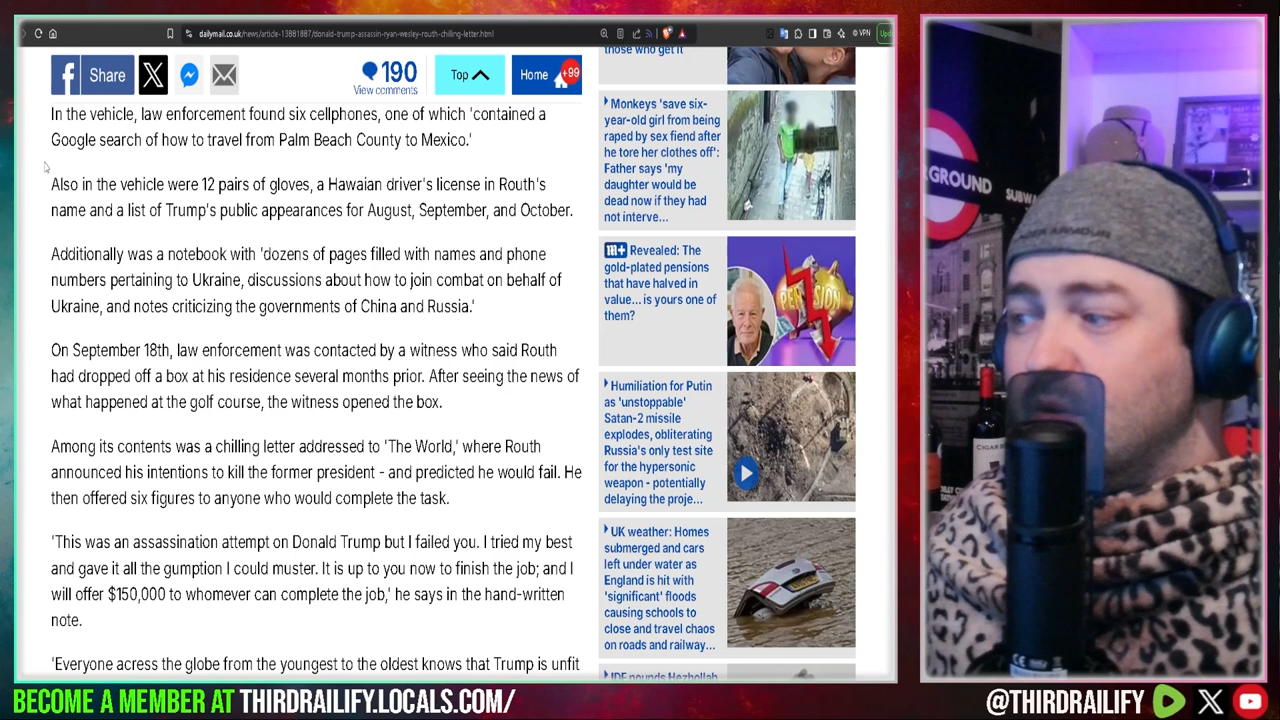 dailymail.co.uk/news/article-13881887/donald-trump-assassin-ryan-wesley-routh-chilling-letter.html
VPN
Share
190
View comments
Top
Home
+99
In the vehicle, law enforcement found six cellphones, one of which 'contained a
Google search of how to travel from Palm Beach County to Mexico.'
Also in the vehicle were 12 pairs of gloves, a Hawaian driver's license in Routh's
name and a list of Trump's public appearances for August, September, and October.
Additionally was a notebook with 'dozens of pages filled with names and phone
numbers pertaining to Ukraine, discussions about how to join combat on behalf of
Ukraine, and notes criticizing the governments of China and Russia.'
On September 18th, law enforcement was contacted by a witness who said Routh
had dropped off a box at his residence several months prior. After seeing the news of
what happened at the golf course, the witness opened the box.
Among its contents was a chilling letter addressed to 'The World,' where Routh
announced his intentions to kill the former president - and predicted he would fail. He
then offered six figures to anyone who would complete the task.
'This was an assassination attempt on Donald Trump but I failed you. I tried my best
and gave it all the gumption I could muster. It is up to you now to finish the job; and I
will offer $150,000 to whomever can complete the job,' he says in the hand-written
note.
'Everyone acress the globe from the youngest to the oldest knows that Trump is unfit
those who get it
Monkeys 'save six-
year-old girl from being
raped by sex fiend after
he tore her clothes off':
Father says 'my
daughter would be
dead now if they had
not interve...
m+ Revealed: The
gold-plated pensions
that have halved in
value... is yours one of
them?
PENSION
Humiliation for Putin
as 'unstoppable'
Satan-2 missile
explodes, obliterating
Russia's only test site
for the hypersonic
weapon - potentially
delaying the proje...
UK weather: Homes
submerged and cars
left under water as
England is hit with
'significant' floods
causing schools to
close and travel chaos
on roads and railway...
IDF pounds Hezbollah
GROUND
SUBW
UNDER ARMOUR
CIGAR
BECOME A MEMBER AT THIRDRAILIFY.LOCALS.COM/
@THIRDRAILIFY